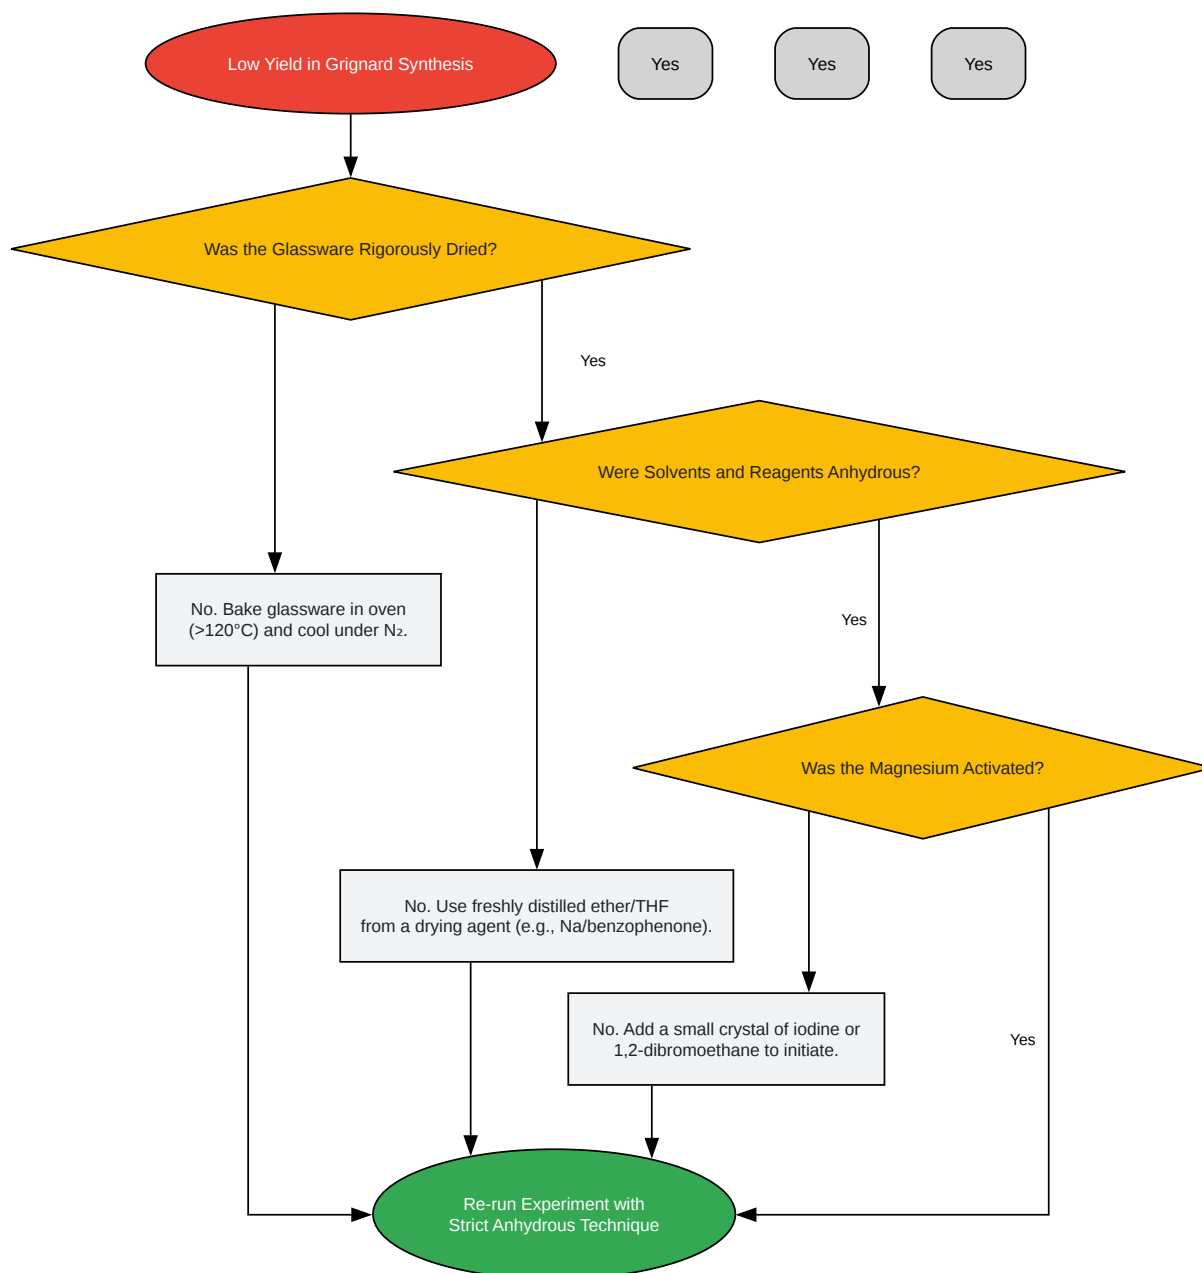 Low Yield in Grignard Synthesis
Yes
Yes
Yes
Was the Glassware Rigorously Dried?
Yes
Were Solvents and Reagents Anhydrous?
No. Bake glassware in oven
(>120°C) and cool under N₂.
Yes
Was the Magnesium Activated?
No. Use freshly distilled ether/THF
from a drying agent (e.g., Na/benzophenone).
No. Add a small crystal of iodine or
1,2-dibromoethane to initiate.
Yes
Re-run Experiment with
Strict Anhydrous Technique